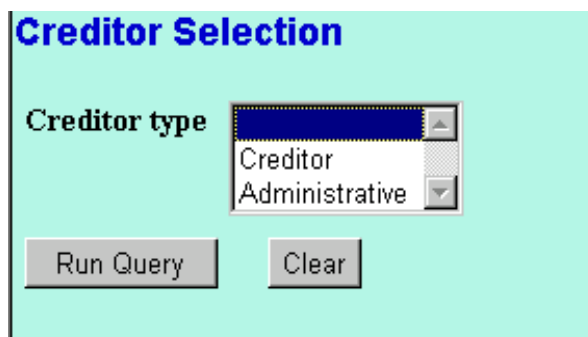 Creditor Selection
Creditor type
Creditor
Administrative
Run Query Clear